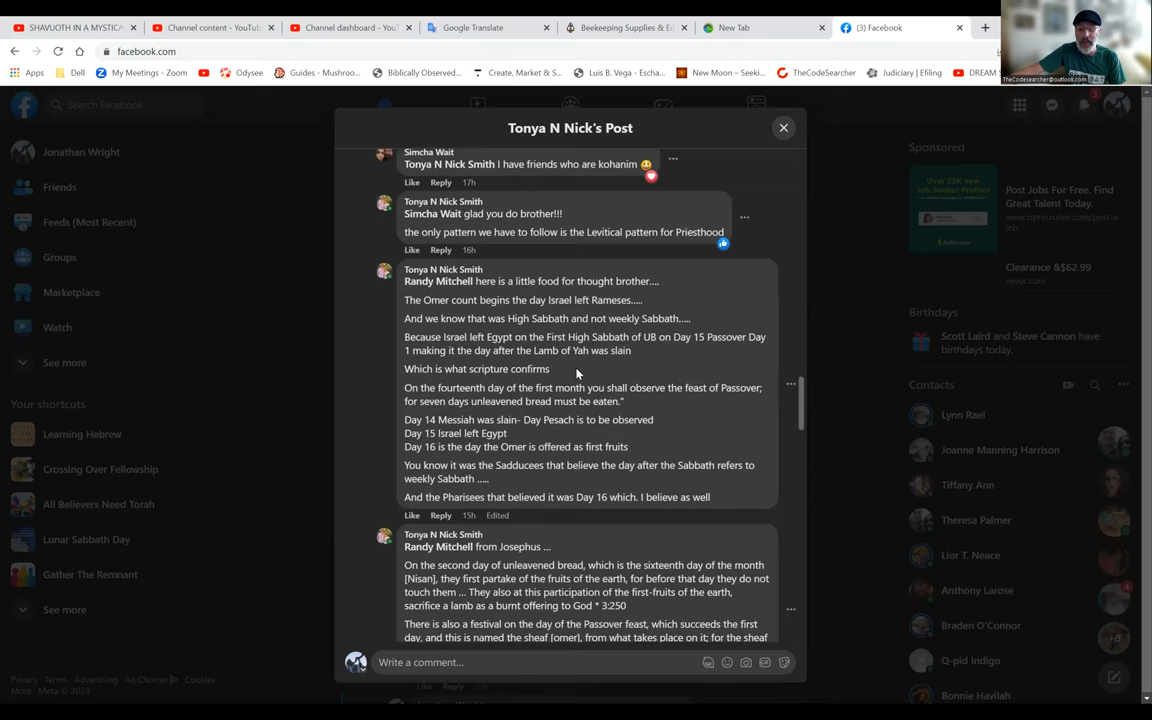 SHAVUOTH IN A MYSTICA
Channel content - YouTub
Channel dashboard - YouT
Google Translate
Beekeeping Supplies & Ed
New Tab
(3) Facebook
facebook.com
Apps
Dell
My Meetings - Zoom
Odysee
Guides - Mushroo...
Biblically Observed...
Create, Market & S...
Luis B. Vega - Escha...
New Moon – Seeki...
TheCodeSearcher
Judiciary | Efiling
DREAM S
TheCodesearcher@outlook.com
Search Facebook
3
Jonathan Wright
Friends
Feeds (Most Recent)
Groups
Marketplace
Watch
See more
Your shortcuts
Learning Hebrew
Crossing Over Fellowship
All Believers Need Torah
Lunar Sabbath Day
Gather The Remnant
See more
Privacy · Terms · Advertising · Ad Choices · Cookies ·
More · Meta © 2023
Tonya N Nick's Post
Simcha Wait
Tonya N Nick Smith I have friends who are kohanim 😀
Like Reply 17h
Tonya N Nick Smith
Simcha Wait glad you do brother!!!
the only pattern we have to follow is the Levitical pattern for Priesthood
Like Reply 16h
Tonya N Nick Smith
Randy Mitchell here is a little food for thought brother....
The Omer count begins the day Israel left Rameses.....
And we know that was High Sabbath and not weekly Sabbath.....
Because Israel left Egypt on the First High Sabbath of UB on Day 15 Passover Day
1 making it the day after the Lamb of Yah was slain
Which is what scripture confirms
On the fourteenth day of the first month you shall observe the feast of Passover;
for seven days unleavened bread must be eaten."
Day 14 Messiah was slain- Day Pesach is to be observed
Day 15 Israel left Egypt
Day 16 is the day the Omer is offered as first fruits
You know it was the Sadducees that believe the day after the Sabbath refers to
weekly Sabbath .....
And the Pharisees that believed it was Day 16 which. I believe as well
Like Reply 15h Edited
Tonya N Nick Smith
Randy Mitchell from Josephus ...
On the second day of unleavened bread, which is the sixteenth day of the month
[Nisan], they first partake of the fruits of the earth, for before that day they do not
touch them ... They also at this participation of the first-fruits of the earth,
sacrifice a lamb as a burnt offering to God * 3:250
There is also a festival on the day of the Passover feast, which succeeds the first
day, and this is named the sheaf [omer], from what takes place on it; for the sheaf
Write a comment...
Sponsored
Post Jobs For Free.
Find Great Talent Today.
www.ziprecruiter.com/post-a-job
Clearance &$62.99
vevor.com
Birthdays
Scott Laird and Steve Cannon have
birthdays today.
Contacts
Lynn Rael
Joanne Manning Harrison
Tiffany Ann
Theresa Palmer
Lior T. Neace
Anthony Larose
Braden O'Connor
Q-pid Indigo
Bonnie Havilah